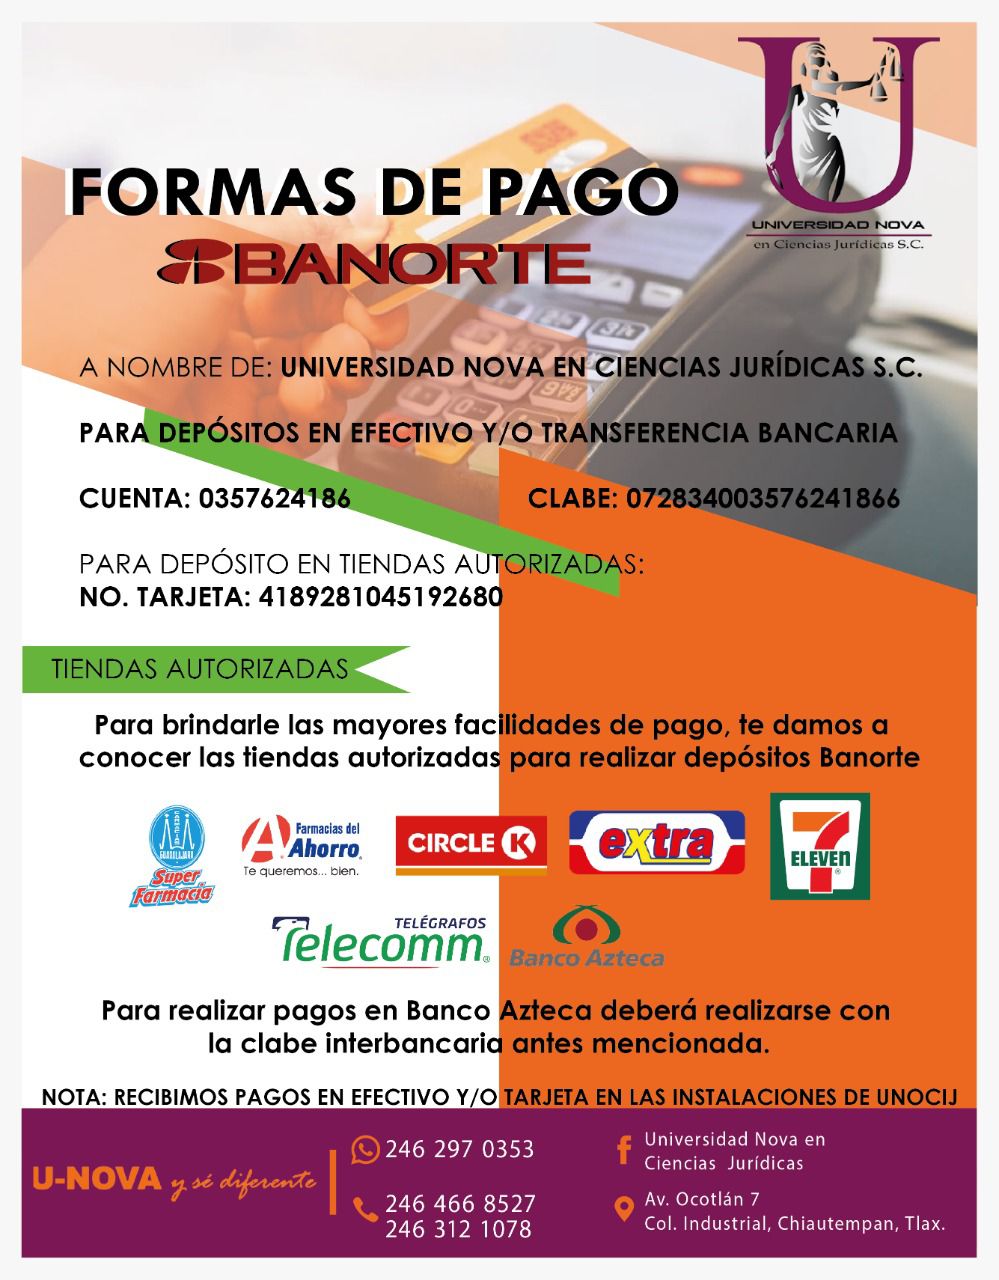 UNIVERSIDAD NOVA
en Ciencias Jurídicas S.C.
FORMAS DE PAGO
BANORTE
A NOMBRE DE: UNIVERSIDAD NOVA EN CIENCIAS JURÍDICAS S.C.
PARA DEPÓSITOS EN EFECTIVO Y/O TRANSFERENCIA BANCARIA
CUENTA: 0357624186
CLABE: 072834003576241866
PARA DEPÓSITO EN TIENDAS AUTORIZADAS:
NO. TARJETA: 4189281045192680
TIENDAS AUTORIZADAS
Para brindarle las mayores facilidades de pago, te damos a
conocer las tiendas autorizadas para realizar depósitos Banorte
GUADALAJARA
Super
Farmacia
Farmacias del
Ahorro
Te queremos... bien.
CIRCLE K
extra
7
ELEVEN
TELÉGRAFOS
Telecomm
Banco Azteca
Para realizar pagos en Banco Azteca deberá realizarse con
la clabe interbancaria antes mencionada.
NOTA: RECIBIMOS PAGOS EN EFECTIVO Y/O TARJETA EN LAS INSTALACIONES DE UNOCIJ
U-NOVA y sé diferente
246 297 0353
246 466 8527
246 312 1078
Universidad Nova en
Ciencias Jurídicas
Av. Ocotlán 7
Col. Industrial, Chiautempan, Tlax.